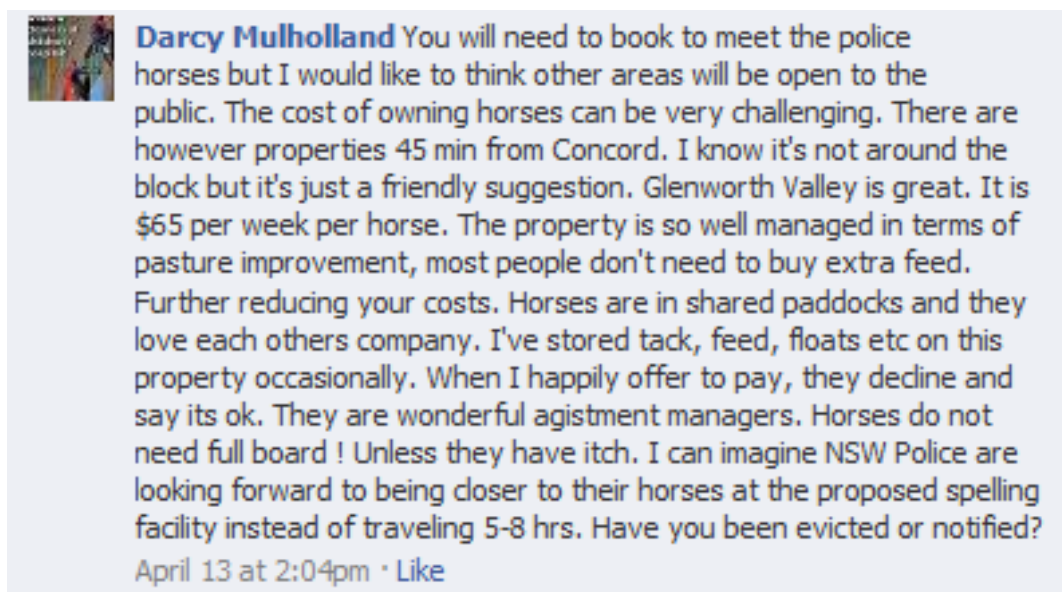 Darcy Mulholland You will need to book to meet the police
horses but I would like to think other areas will be open to the
public. The cost of owning horses can be very challenging. There are
however properties 45 min from Concord. I know it's not around the
block but it's just a friendly suggestion. Glenworth Valley is great. It is
$65 per week per horse. The property is so well managed in terms of
pasture improvement, most people don't need to buy extra feed.
Further reducing your costs. Horses are in shared paddocks and they
love each others company. I've stored tack, feed, floats etc on this
property occasionally. When I happily offer to pay, they decline and
say its ok. They are wonderful agistment managers. Horses do not
need full board ! Unless they have itch. I can imagine NSW Police are
looking forward to being closer to their horses at the proposed spelling
facility instead of traveling 5-8 hrs. Have you been evicted or notified?
April 13 at 2:04pm · Like